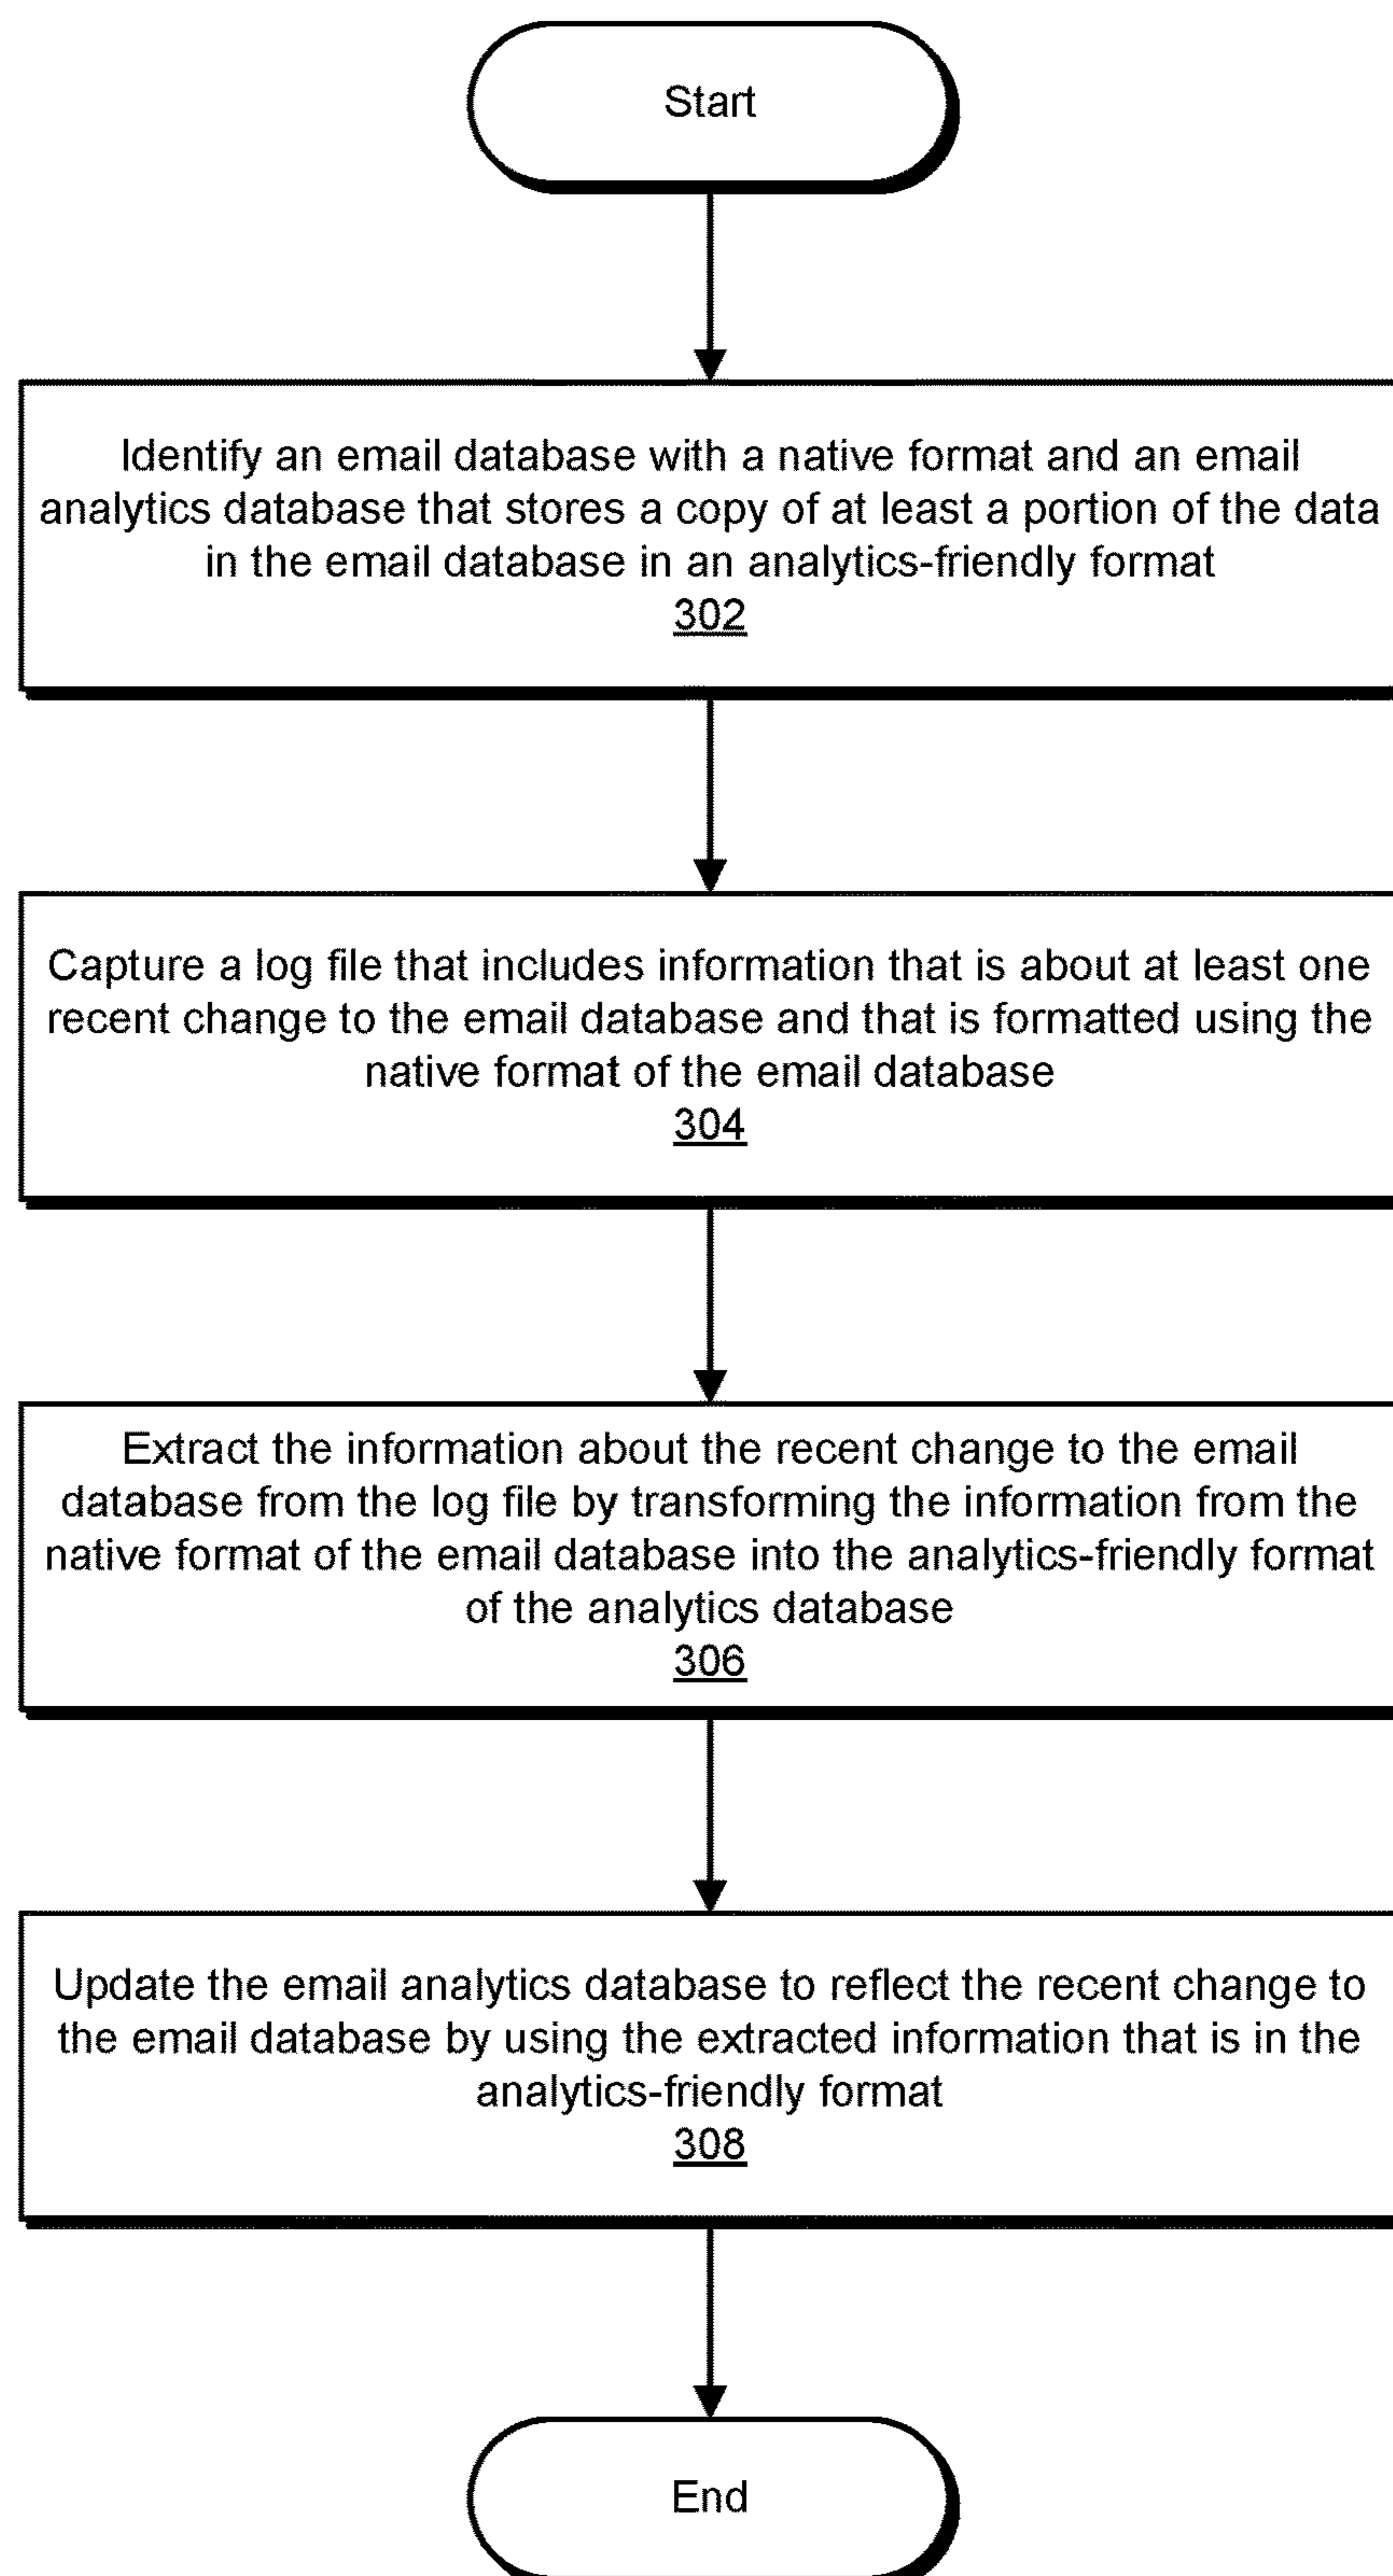 Start
Identify an email database with a native format and an email
analytics database that stores a copy of at least a portion of the data
in the email database in an analytics-friendly format
302
Capture a log file that includes information that is about at least one
recent change to the email database and that is formatted using the
native format of the email database
304
Extract the information about the recent change to the email
database from the log file by transforming the information from the
native format of the email database into the analytics-friendly format
of the analytics database
306
Update the email analytics database to reflect the recent change to
the email database by using the extracted information that is in the
analytics-friendly format
308
End